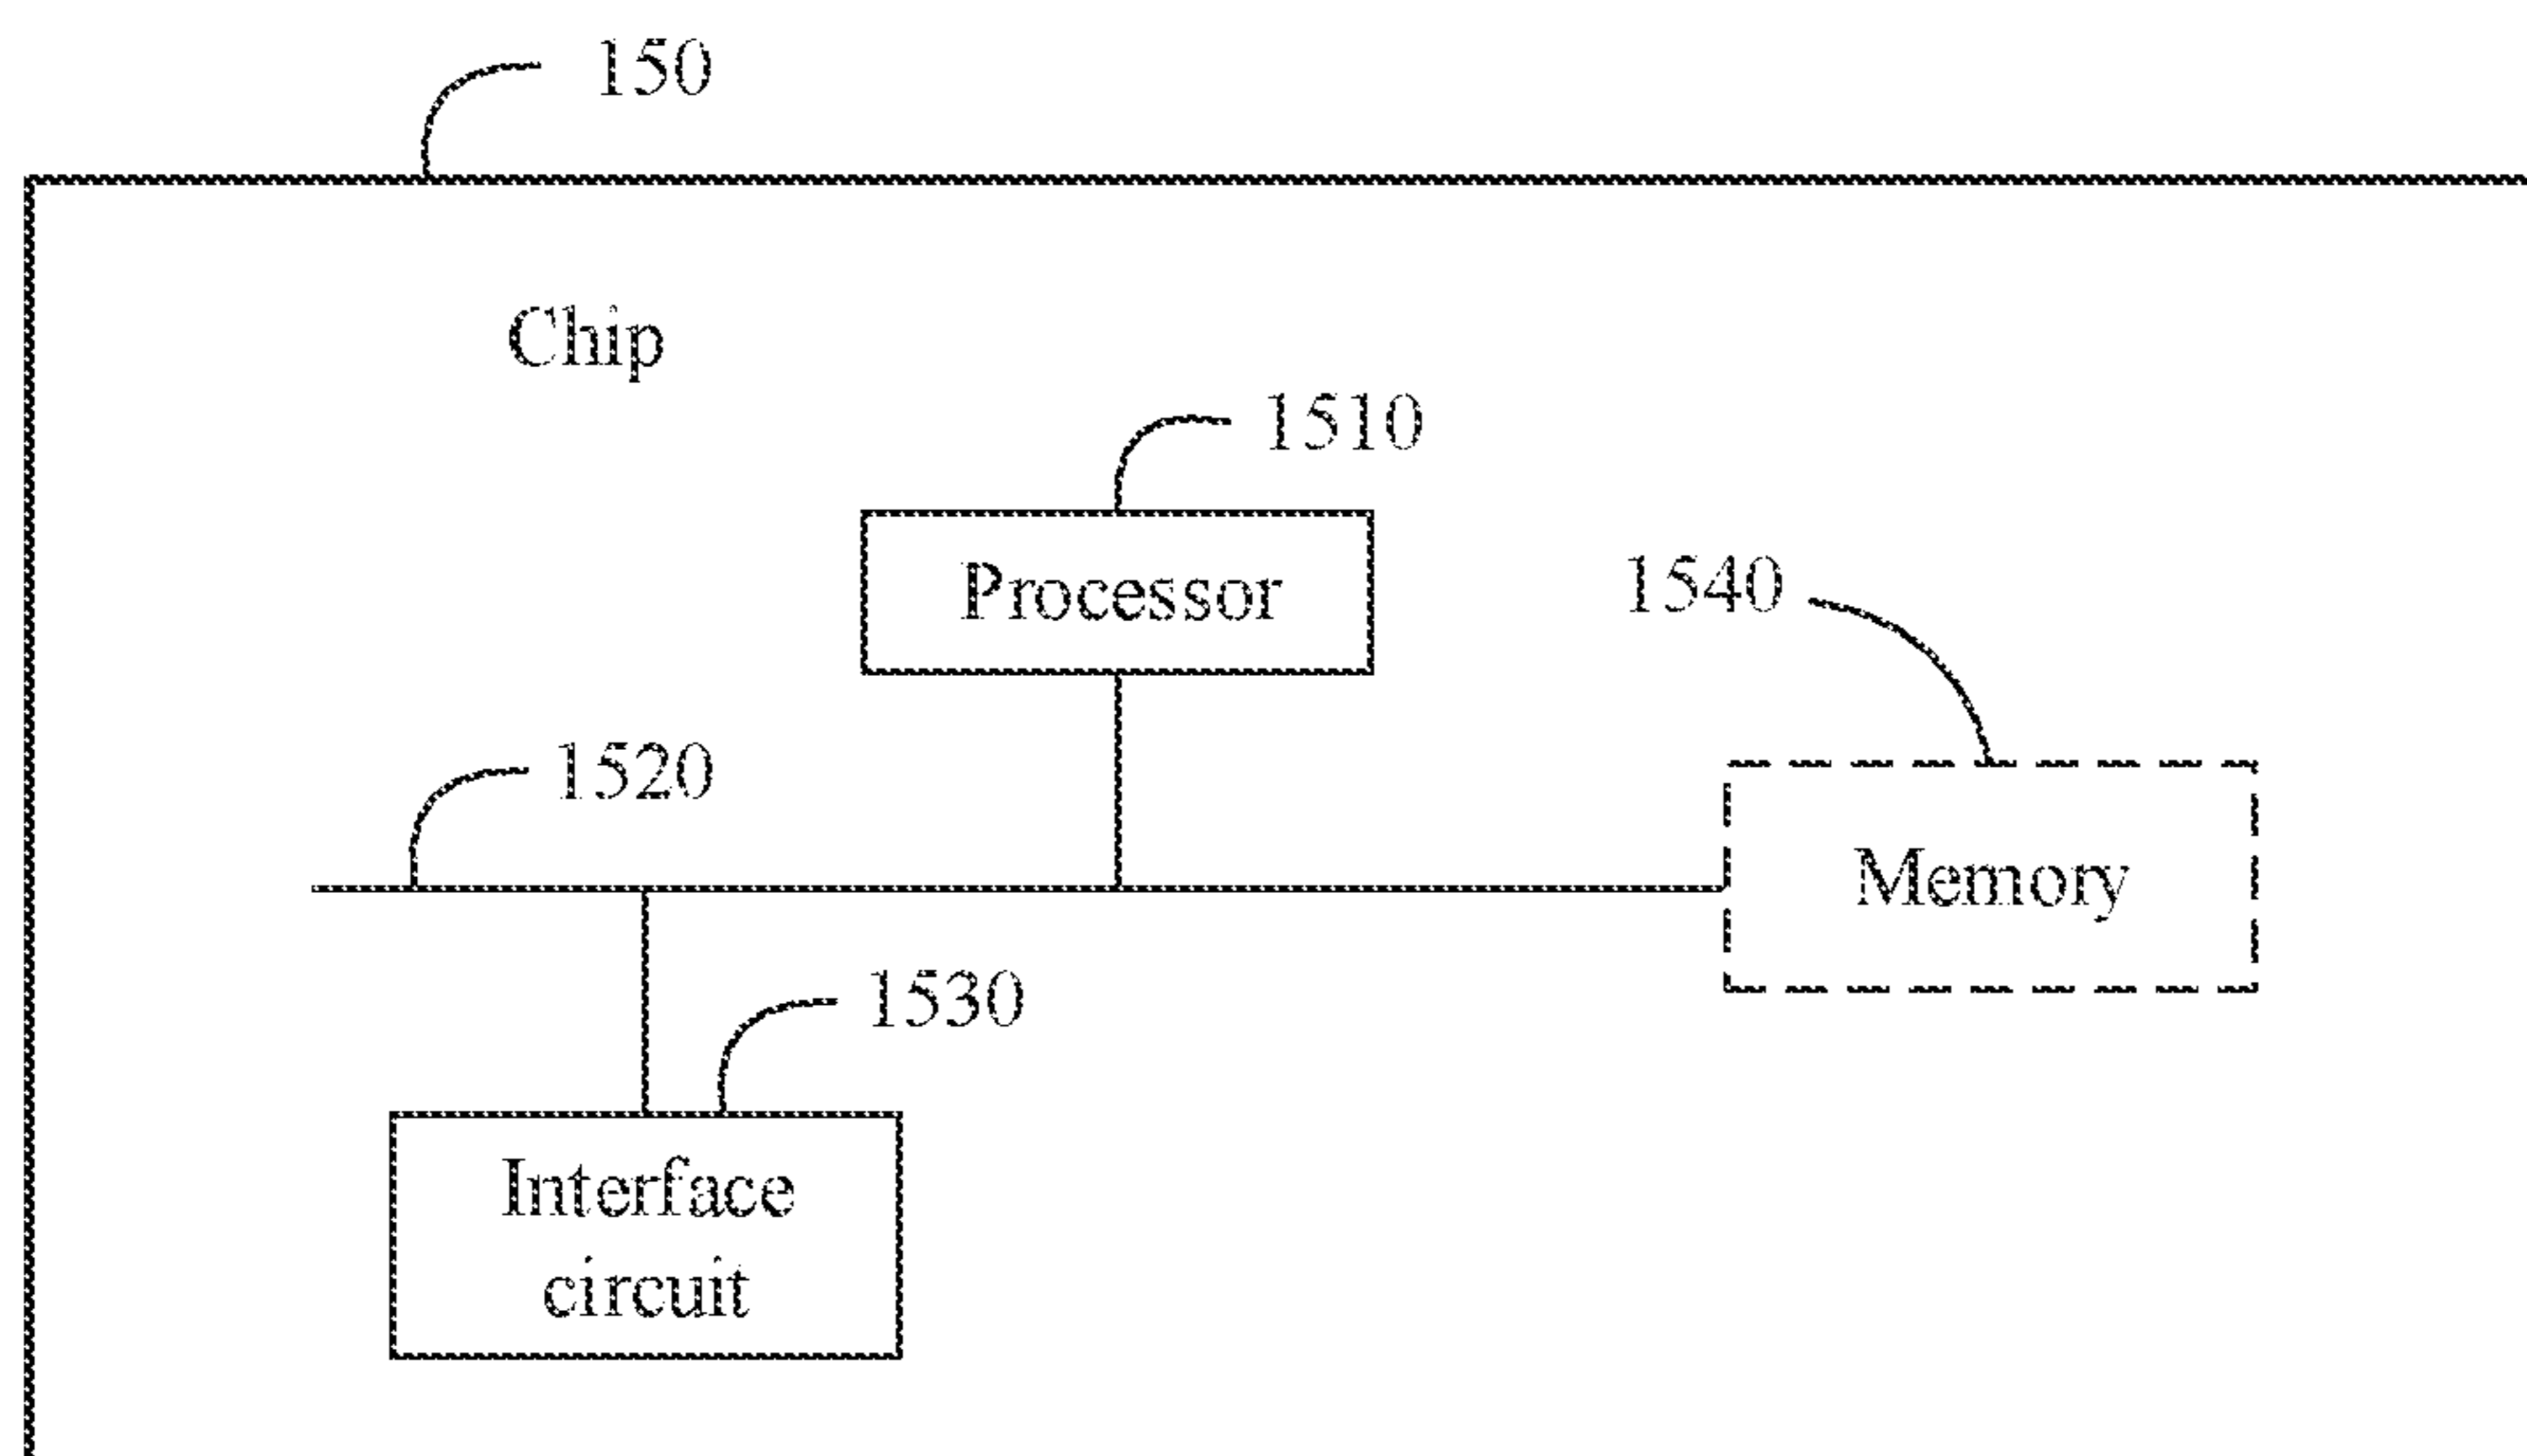 150
Chip
1510
Processor
1540
1520
Memory
1530
Interface
circuit